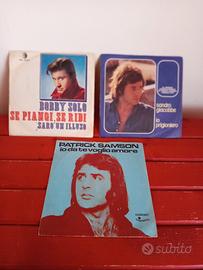 BOBBY SOLO
SE PIANGI, SE RIDI
SARO' UN ILLUSO
sandro
giacobbe
io
prigioniero
PATRICK SAMSON
io da te voglio amore
subito